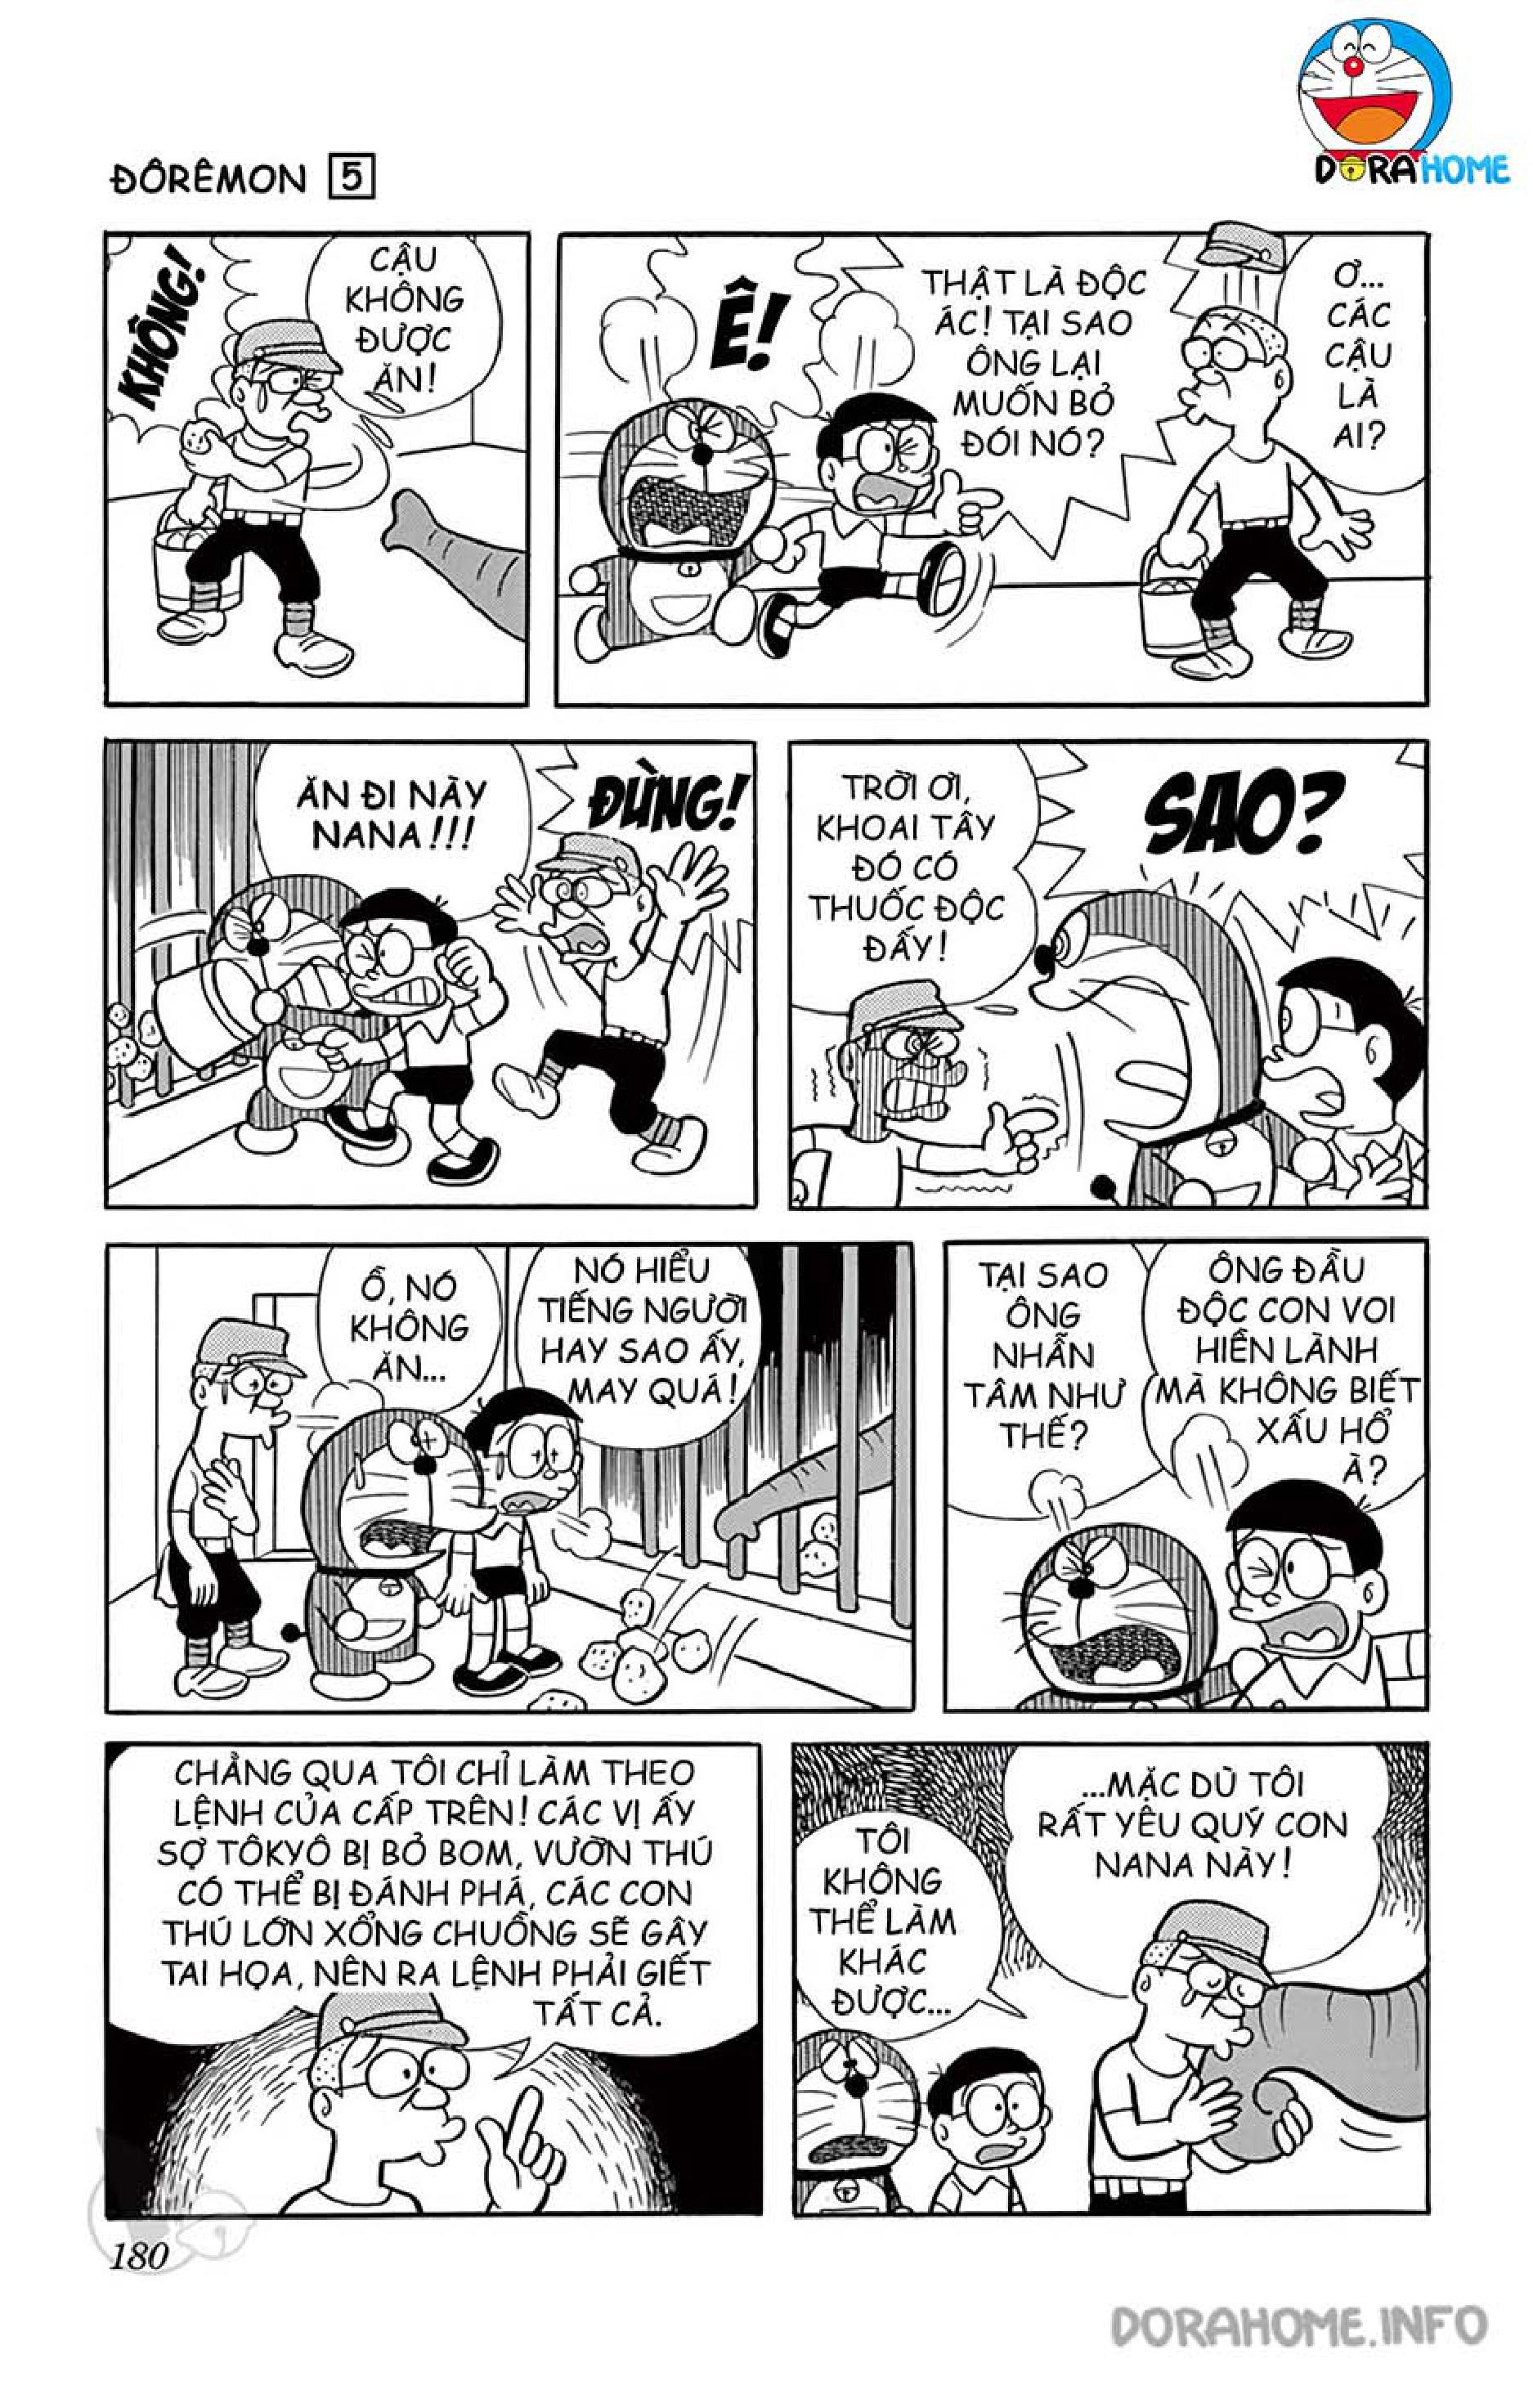 DORAHOME
ĐÔRÊMON 5
KHÔNG!
CẬU
KHÔNG
ĐƯỢC
ĂN!
Ê!
THẬT LÀ ĐỘC
ÁC! TẠI SAO
ÔNG LẠI
MUỐN BỎ
ĐÓI NÓ?
Ơ...
CÁC
CẬU
LÀ
AI?
ĂN ĐI NÀY
NANA!!!
ĐỪNG!
TRỜI ƠI,
KHOAI TÂY
ĐÓ CÓ
THUỐC ĐỘC
ĐẤY!
SAO?
Ồ, NÓ
KHÔNG
ĂN...
NÓ HIỂU
TIẾNG NGƯỜI
HAY SAO ẤY,
MAY QUÁ!
TẠI SAO
ÔNG
NHẪN
TÂM NHƯ
THẾ?
ÔNG ĐẦU
ĐỘC CON VOI
HIỀN LÀNH
MÀ KHÔNG BIẾT
XẤU HỔ
À?
CHẲNG QUA TÔI CHỈ LÀM THEO
LỆNH CỦA CẤP TRÊN! CÁC VỊ ẤY
SỢ TÔKYÔ BỊ BỎ BOM, VƯỜN THÚ
CÓ THỂ BỊ ĐÁNH PHÁ, CÁC CON
THÚ LỚN XỔNG CHUỒNG SẼ GÂY
TAI HỌA, NÊN RA LỆNH PHẢI GIẾT
TẤT CẢ.
TÔI
KHÔNG
THỂ LÀM
KHÁC
ĐƯỢC...
...MẶC DÙ TÔI
RẤT YÊU QUÝ CON
NANA NÀY!
180
DORAHOME.INFO